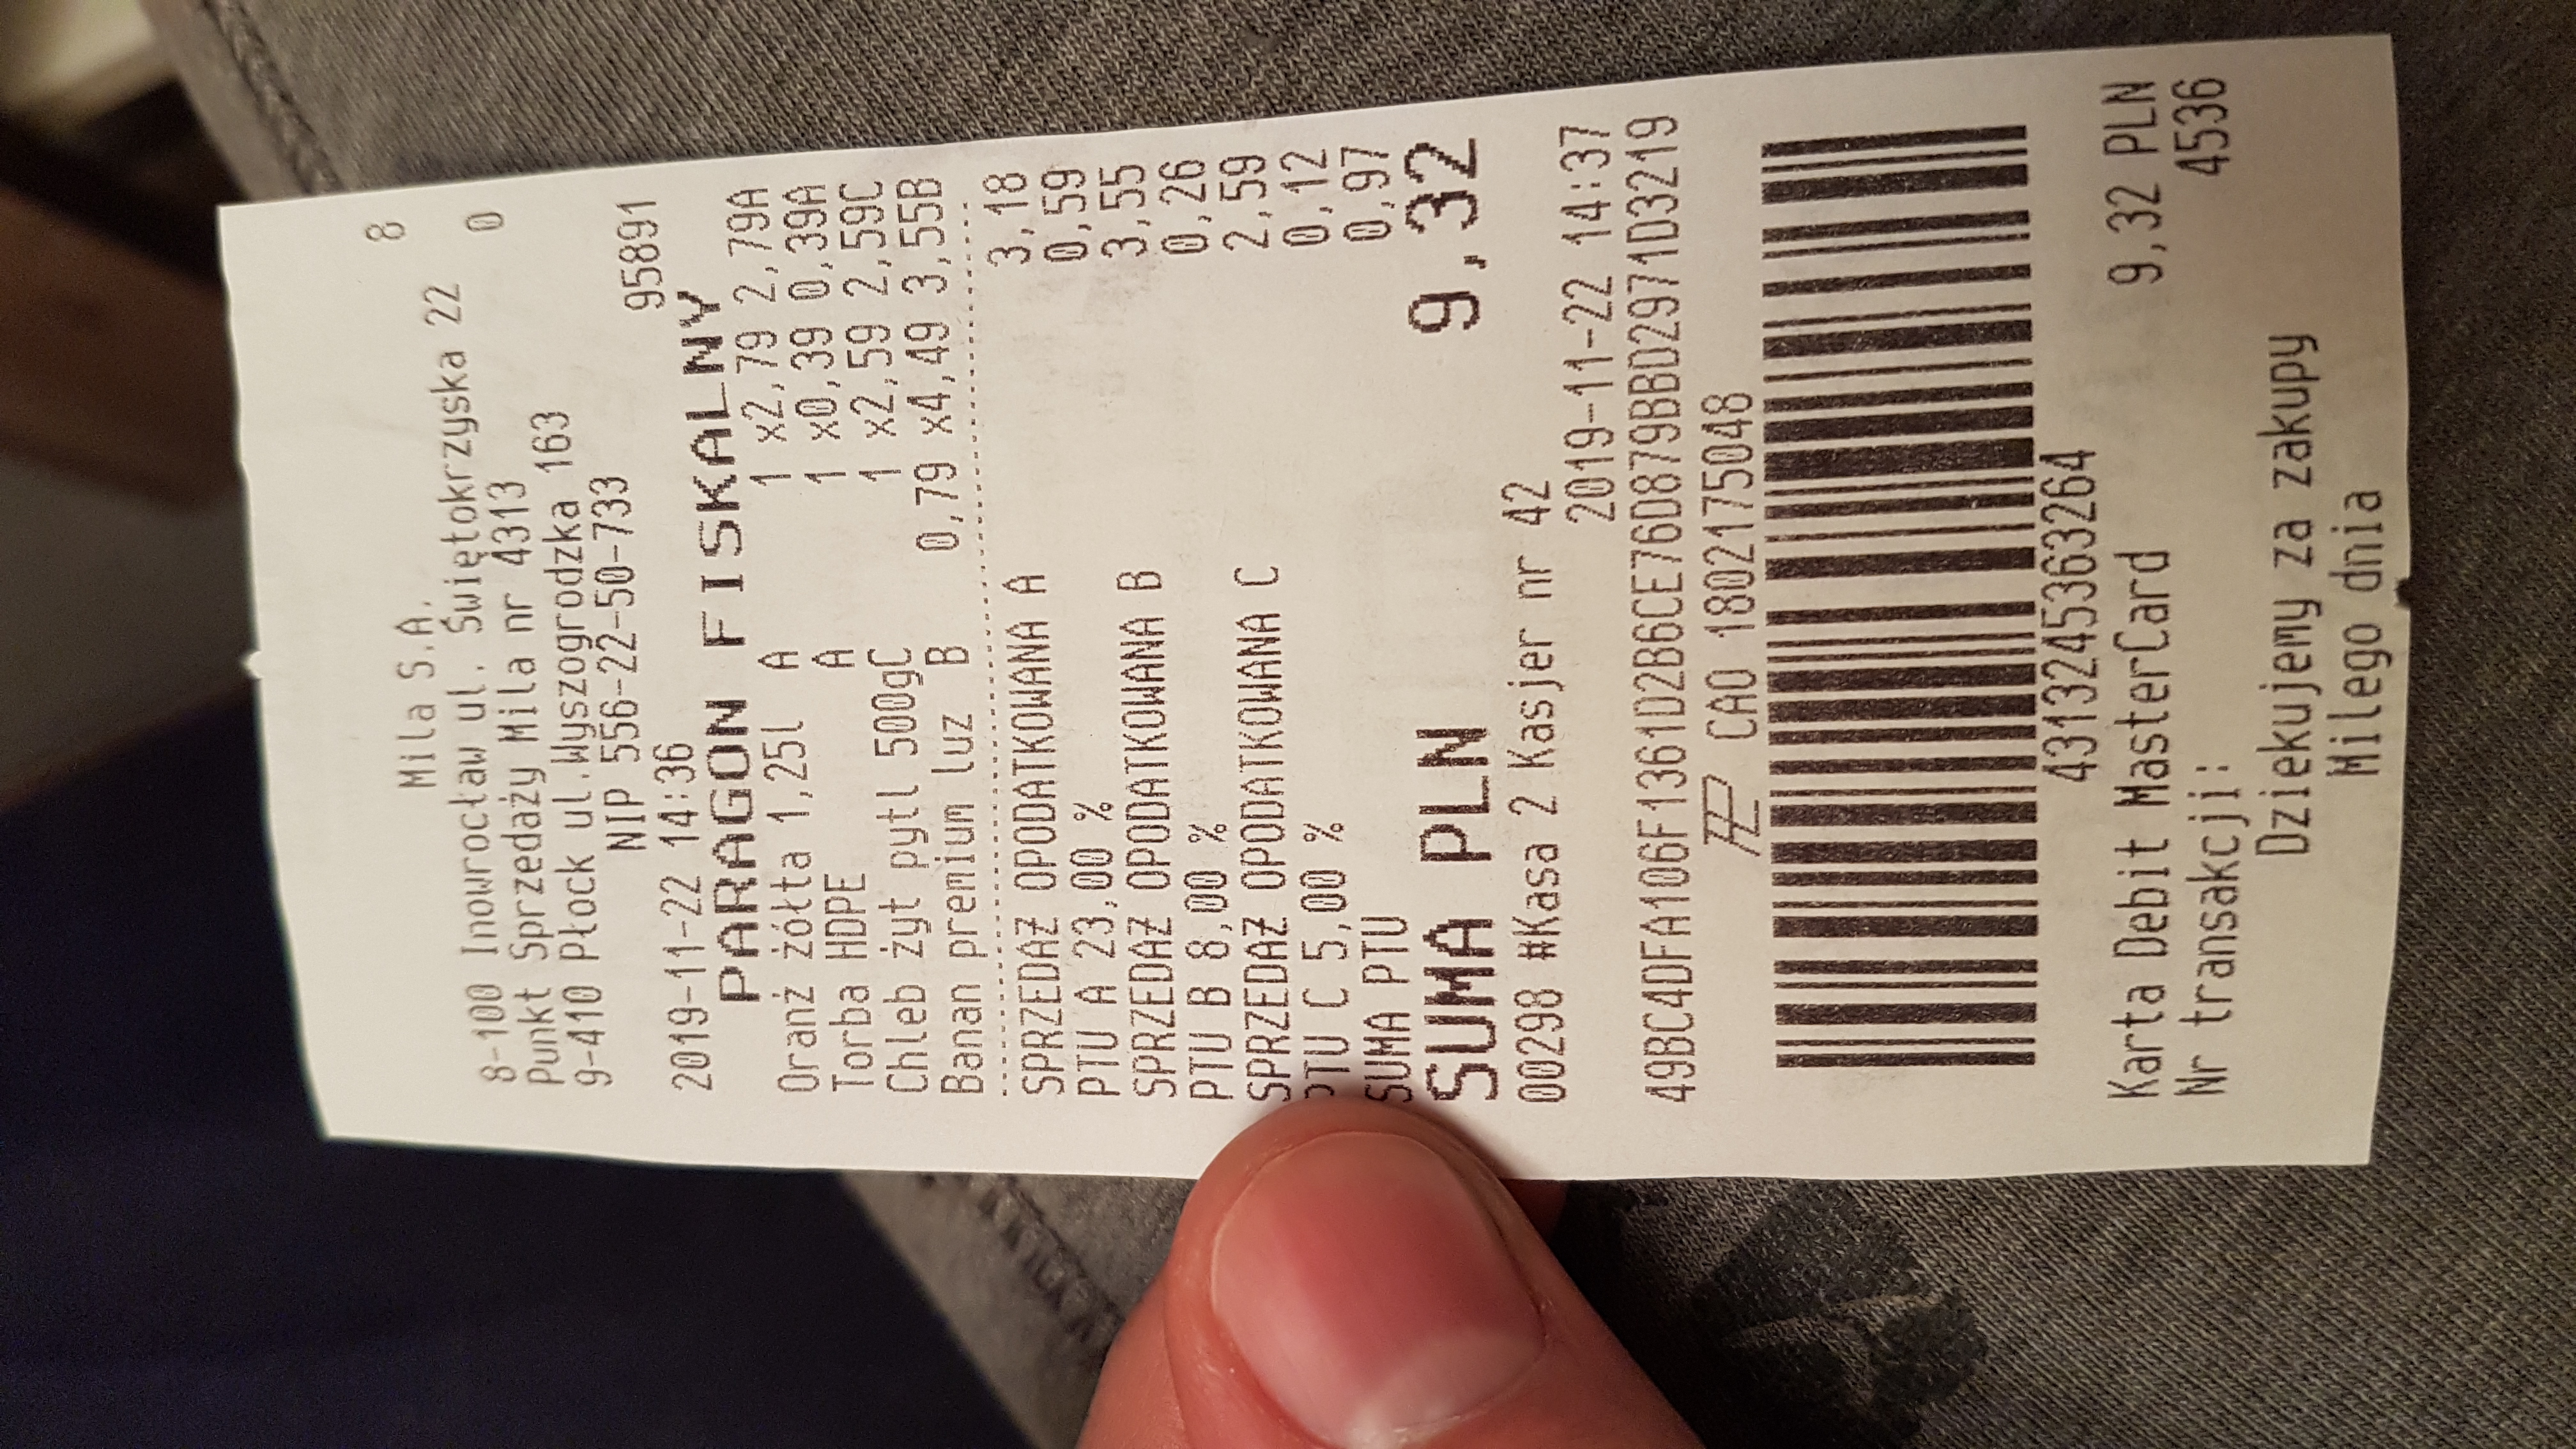 Mila S.A. 8
8-100 Inowrocław ul. Świętokrzyska 22
Punkt Sprzedaży Mila nr 4313 0
9-410 Płock ul.Wyszogrodzka 163
NIP 556-22-50-733
2019-11-22 14:36 95891
PARAGON FISKALNY
Oranż żółta 1,25l A 1 x2,79 2,79A
Torba HDPE A 1 x0,39 0,39A
Chleb żyt pytl 500gC 1 x2,59 2,59C
Banan premium luz B 0,79 x4,49 3,55B
SPRZEDAŻ OPODATKOWANA A 3,18
PTU A 23,00 % 0,59
SPRZEDAŻ OPODATKOWANA B 3,55
PTU B 8,00 % 0,26
SPRZEDAŻ OPODATKOWANA C 2,59
PTU C 5,00 % 0,12
SUMA PTU 0,97
SUMA PLN 9,32
00298 #Kasa 2 Kasjer nr 42
2019-11-22 14:37
49BC4DFA106F1361D2B6CE76D879BBD2971D3219
CAO 1802175048
4313245363264
Karta Debit MasterCard 9,32 PLN
Nr transakcji: 4536
Dziekujemy za zakupy
Milego dnia